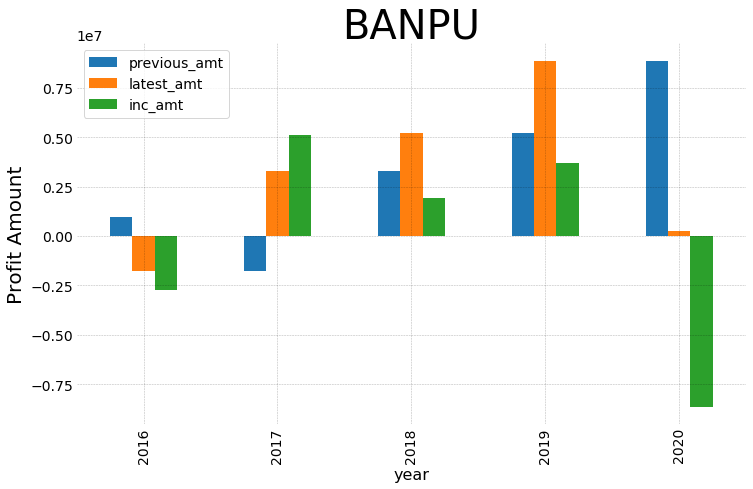 BANPU
1e7
previous_amt
latest_amt
inc_amt
0.75
0.50
0.25
0.00
−0.25
−0.50
−0.75
Profit Amount
2016
2017
2018
2019
2020
year